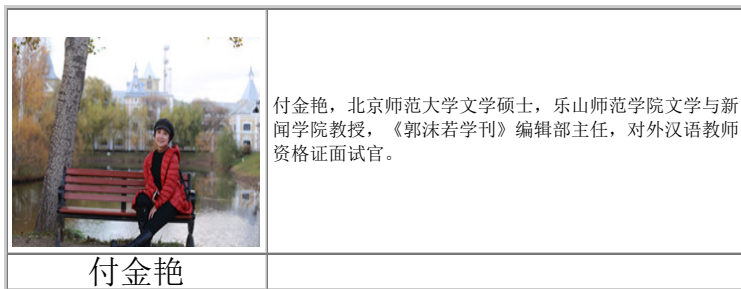 付金艳，北京师范大学文学硕士，乐山师范学院文学与新
闻学院教授，《郭沫若学刊》编辑部主任，对外汉语教师
资格证面试官。
付金艳